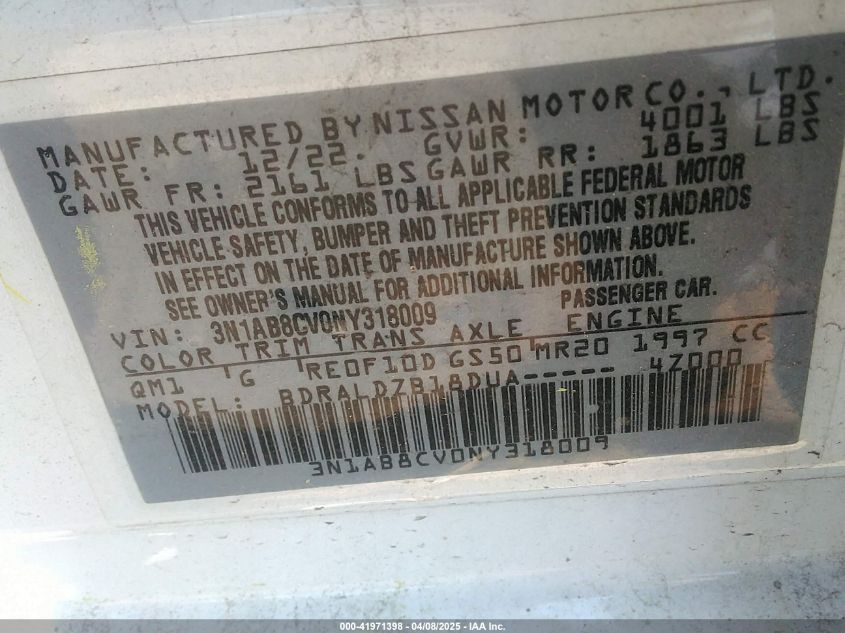 MANUFACTURED BY NISSAN MOTOR CO., LTD.
DATE: 12/22. GVWR: 4001 LBS
GAWR FR: 2161 LBS GAWR RR: 1863 LBS
THIS VEHICLE CONFORMS TO ALL APPLICABLE FEDERAL MOTOR
VEHICLE SAFETY, BUMPER AND THEFT PREVENTION STANDARDS
IN EFFECT ON THE DATE OF MANUFACTURE SHOWN ABOVE.
SEE OWNER'S MANUAL FOR ADDITIONAL INFORMATION.
VIN: 3N1AB8CV0NY318009 PASSENGER CAR.
COLOR TRIM TRANS AXLE ENGINE
QM1 G RE0F10D GS50 MR20 1997 CC
MODEL: BDRALDZB18DUA----- 4Z000
3N1AB8CV0NY318009
000-41971398 - 04/08/2025 - IAA Inc.